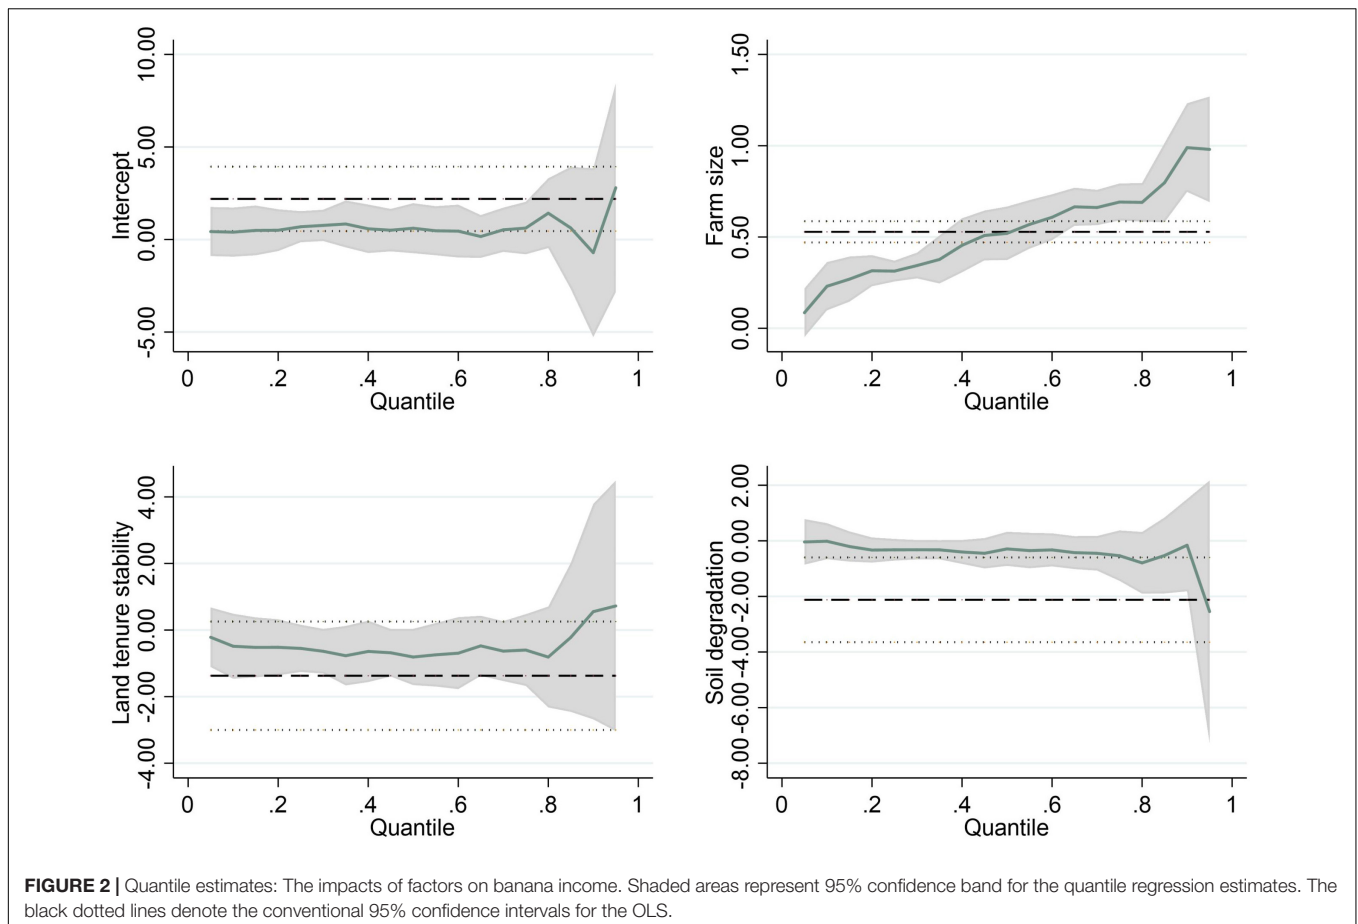 10.00
5.00
0.00
-5.00
Intercept
0 .2 .4 .6 .8 1
Quantile
1.50
1.00
0.50
0.00
Farm size
0 .2 .4 .6 .8 1
Quantile
4.00
2.00
0.00
-2.00
-4.00
Land tenure stability
0 .2 .4 .6 .8 1
Quantile
2.00
0.00
-2.00
-4.00
-6.00
-8.00
Soil degradation
0 .2 .4 .6 .8 1
Quantile
FIGURE 2 | Quantile estimates: The impacts of factors on banana income. Shaded areas represent 95% confidence band for the quantile regression estimates. The
black dotted lines denote the conventional 95% confidence intervals for the OLS.